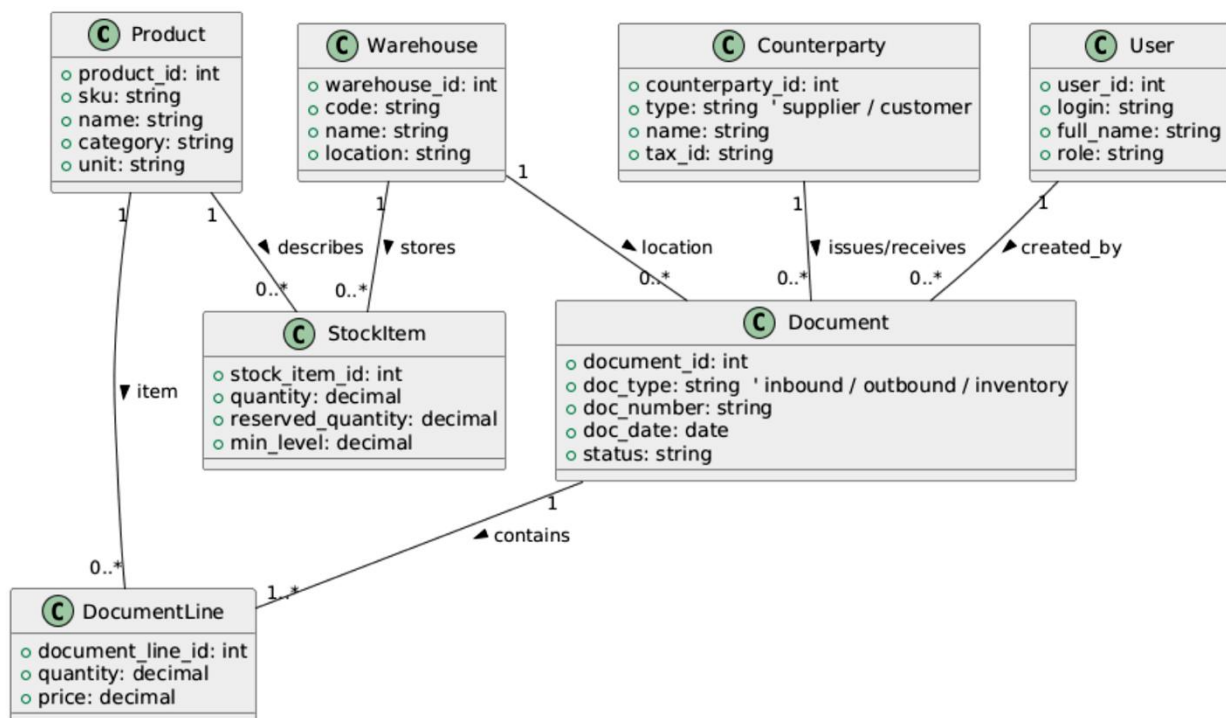 C Product
product_id: int
sku: string
name: string
category: string
unit: string
C Warehouse
warehouse_id: int
code: string
name: string
location: string
C Counterparty
counterparty_id: int
type: string ' supplier / customer
name: string
tax_id: string
C User
user_id: int
login: string
full_name: string
role: string
1
1
1
1
1
1
describes
stores
location
issues/receives
created_by
0..*
0..*
0..*
0..*
0..*
C StockItem
stock_item_id: int
quantity: decimal
reserved_quantity: decimal
min_level: decimal
C Document
document_id: int
doc_type: string ' inbound / outbound / inventory
doc_number: string
doc_date: date
status: string
item
1
contains
0..*
1..*
C DocumentLine
document_line_id: int
quantity: decimal
price: decimal